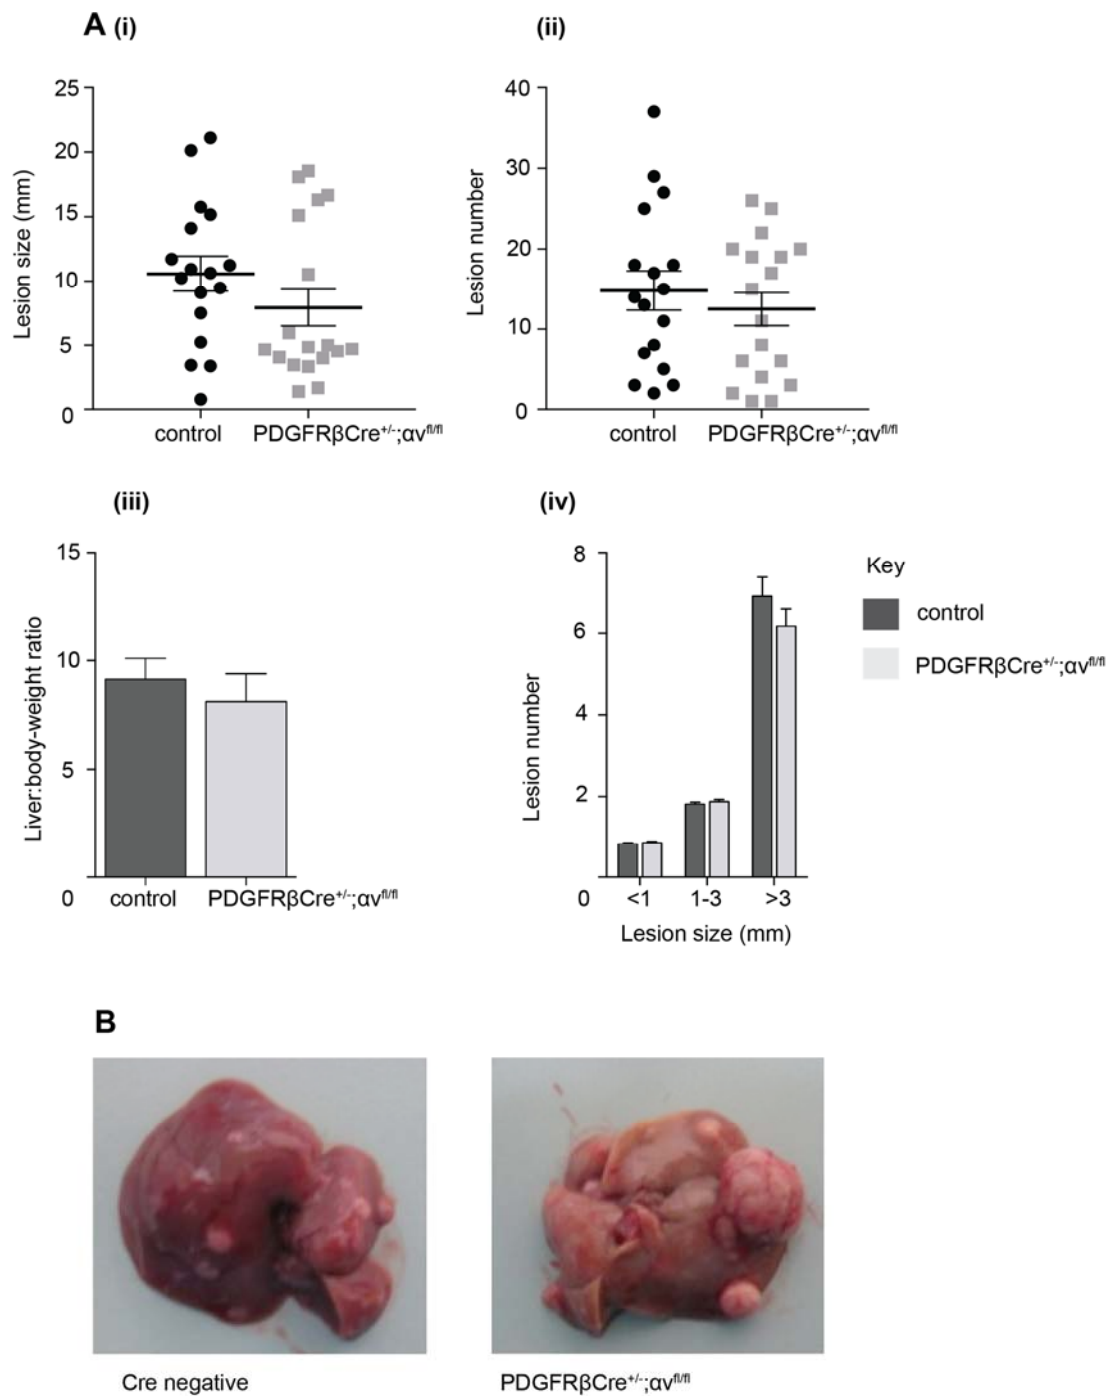 A (i)
(ii)
25
20
15
10
5
0
Lesion size (mm)
control
PDGFRβCre+/-;αvfl/fl
40
30
20
10
0
Lesion number
control
PDGFRβCre+/-;αvfl/fl
(iii)
(iv)
15
10
5
0
Liver:body-weight ratio
control
PDGFRβCre+/-;αvfl/fl
8
6
4
2
0
Lesion number
<1
1-3
>3
Lesion size (mm)
Key
control
PDGFRβCre+/-;αvfl/fl
B
Cre negative
PDGFRβCre+/-;αvfl/fl